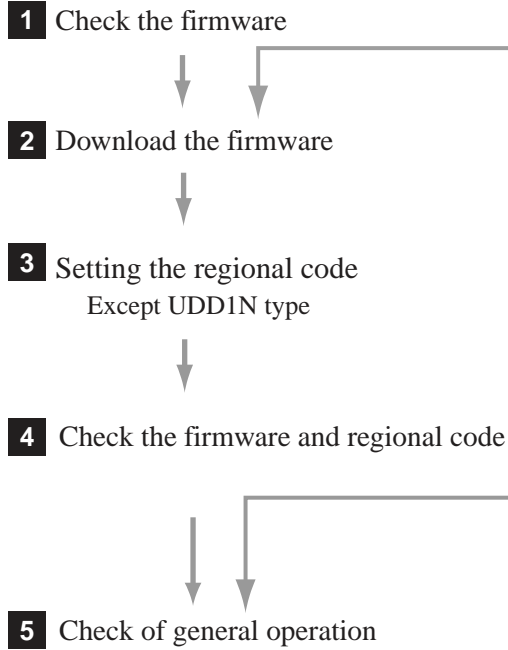 1 Check the firmware
2 Download the firmware
3 Setting the regional code
Except UDD1N type
4 Check the firmware and regional code
5 Check of general operation